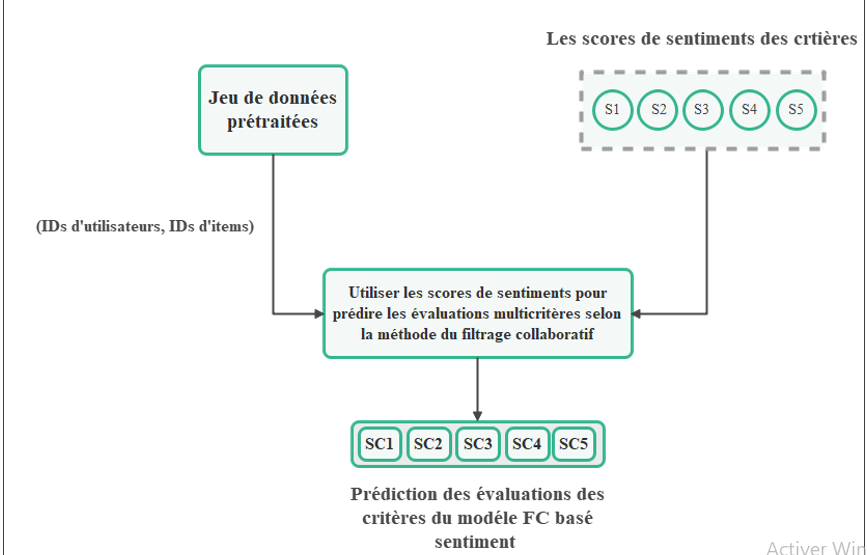 Les scores de sentiments des crtières
Jeu de données
prétraitées
S1 S2 S3 S4 S5
(IDs d'utilisateurs, IDs d'items)
Utiliser les scores de sentiments pour
prédire les évaluations multicritères selon
la méthode du filtrage collaboratif
SC1 SC2 SC3 SC4 SC5
Prédiction des évaluations des
critères du modéle FC basé
sentiment
Activer Win